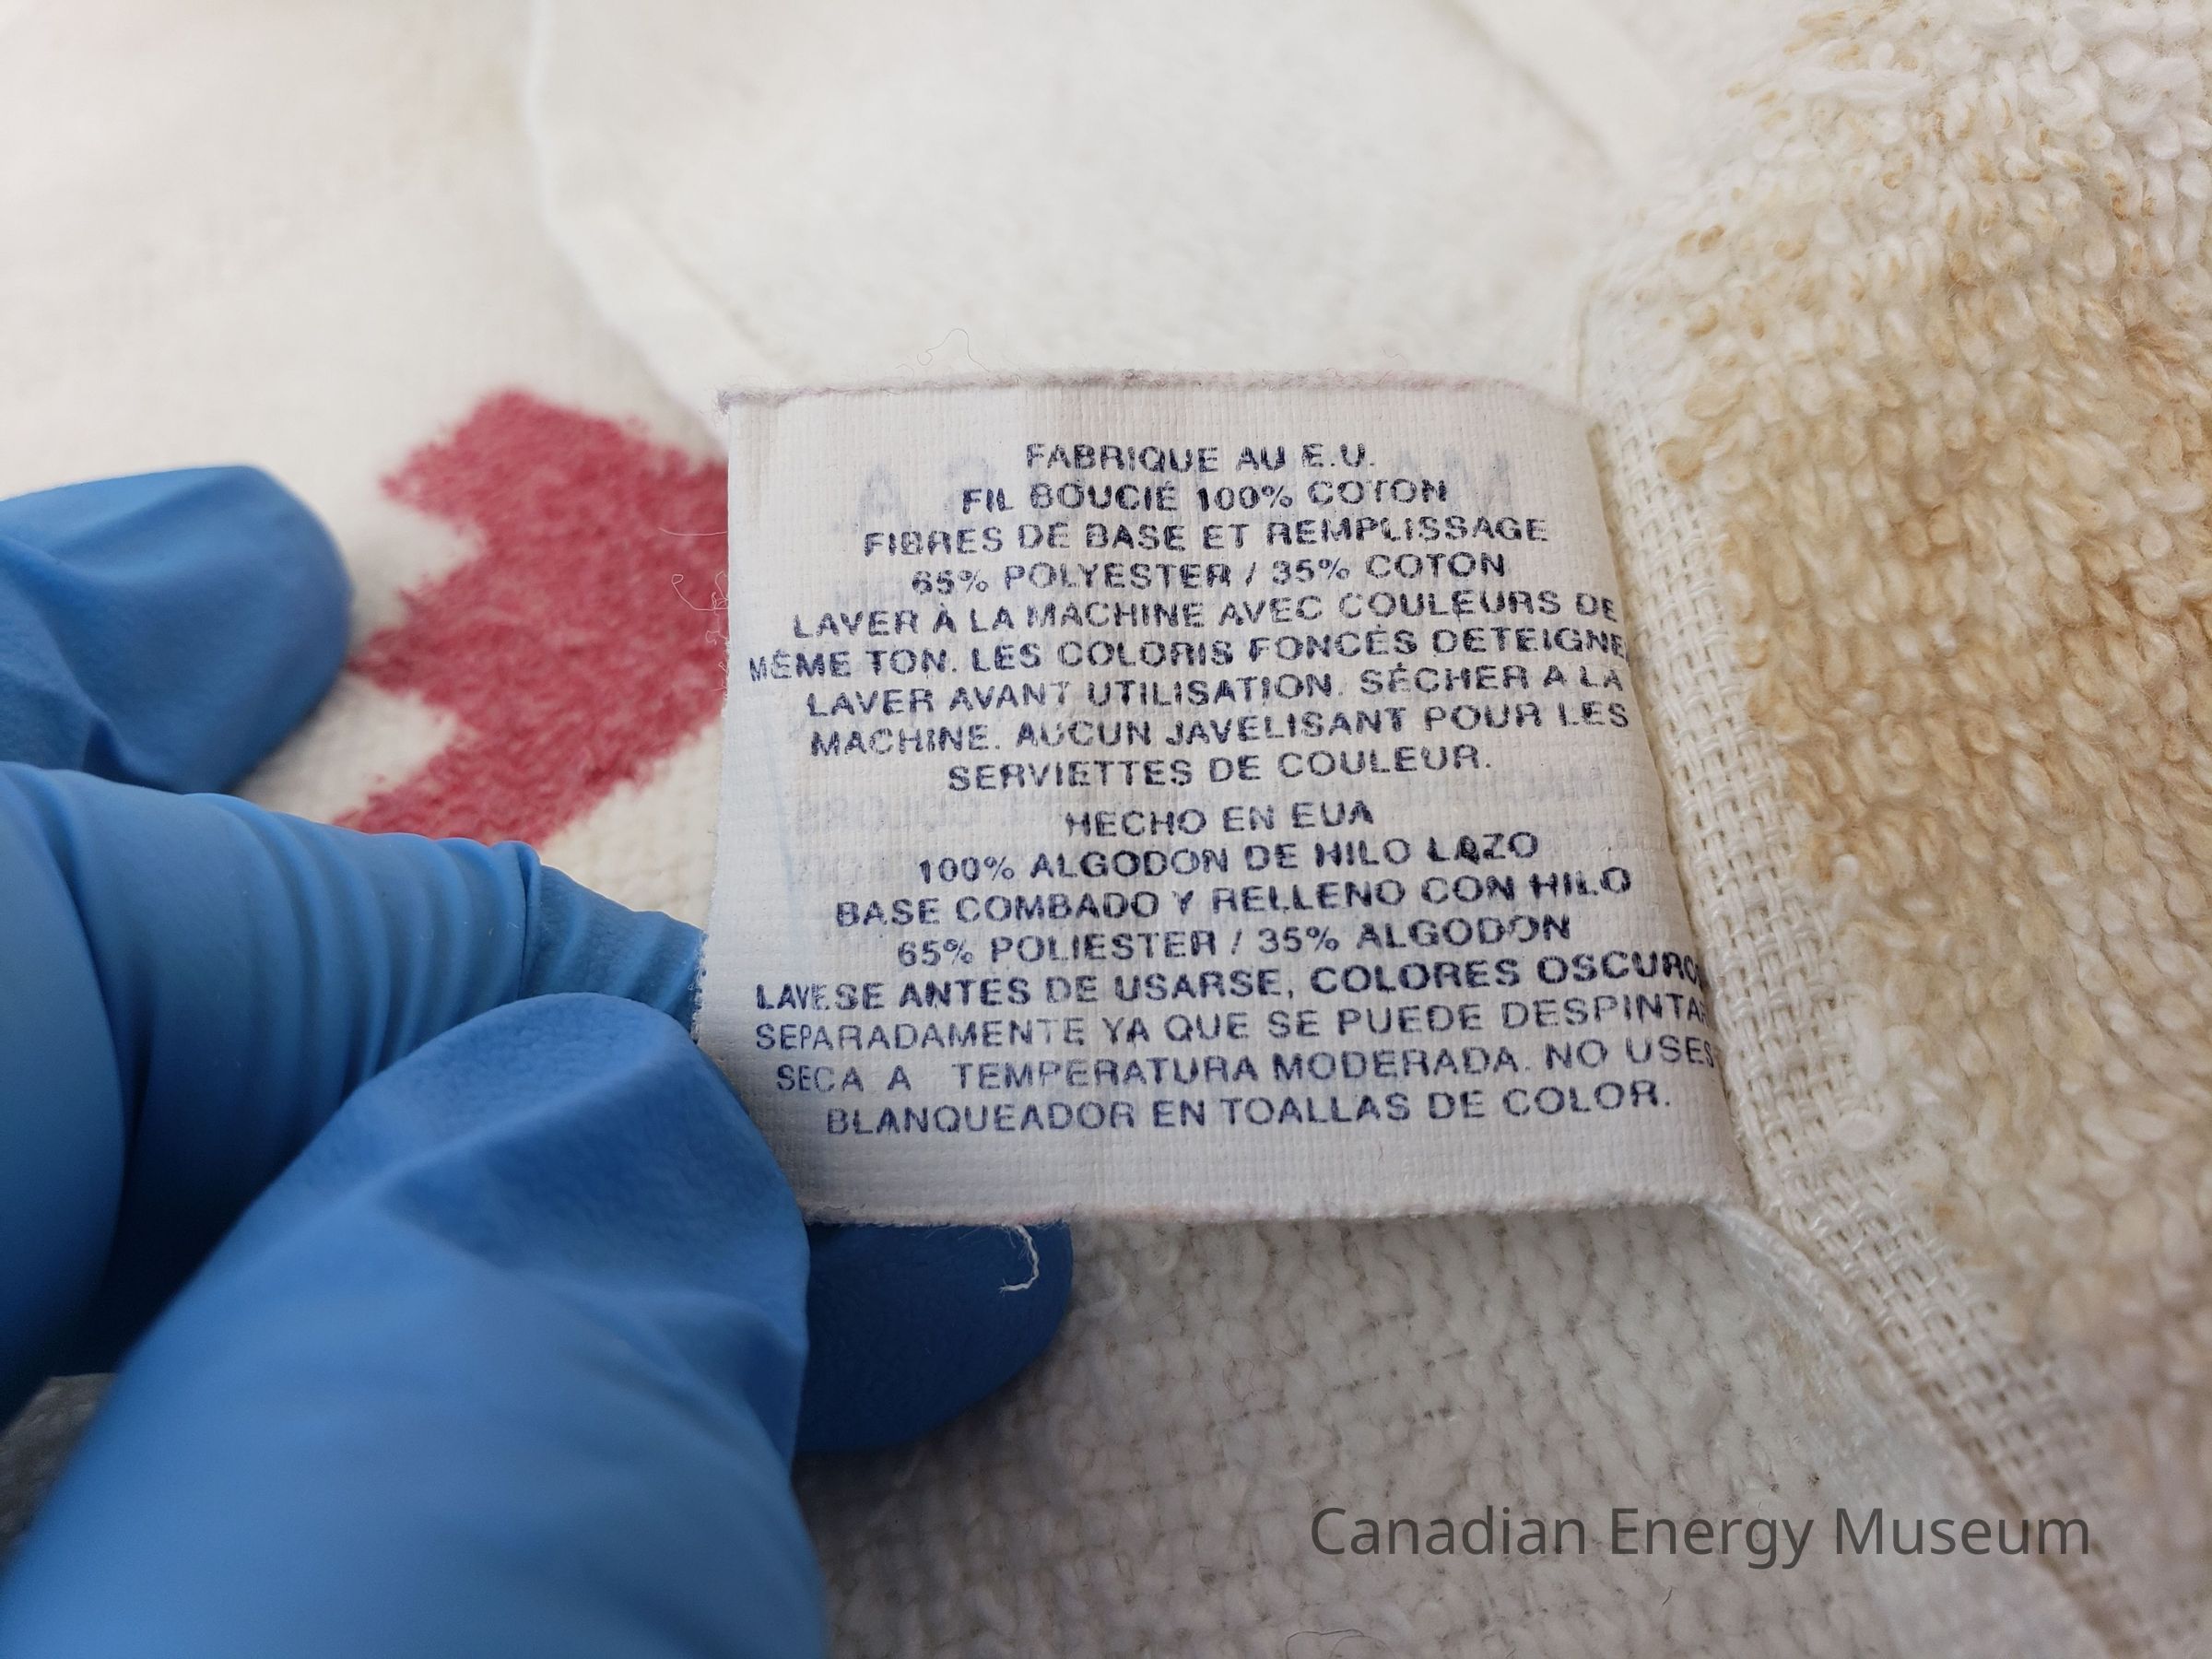 FABRIQUE AU E.U.
FIL BOUCIÉ 100% COTON
FIBRES DE BASE ET REMPLISSAGE
65% POLYESTER / 35% COTON
LAVER À LA MACHINE AVEC COULEURS DE
MÊME TON. LES COLORIS FONCÉS DETEIGNE
LAVER AVANT UTILISATION. SÉCHER A LA
MACHINE. AUCUN JAVELISANT POUR LES
SERVIETTES DE COULEUR.
HECHO EN EUA
100% ALGODON DE HILO LAZO
BASE COMBADO Y RELLENO CON HILO
65% POLIESTER / 35% ALGODON
LAVESE ANTES DE USARSE, COLORES OSCURO
SEPARADAMENTE YA QUE SE PUEDE DESPINTAR
SECA A TEMPERATURA MODERADA. NO USES
BLANQUEADOR EN TOALLAS DE COLOR.
Canadian Energy Museum